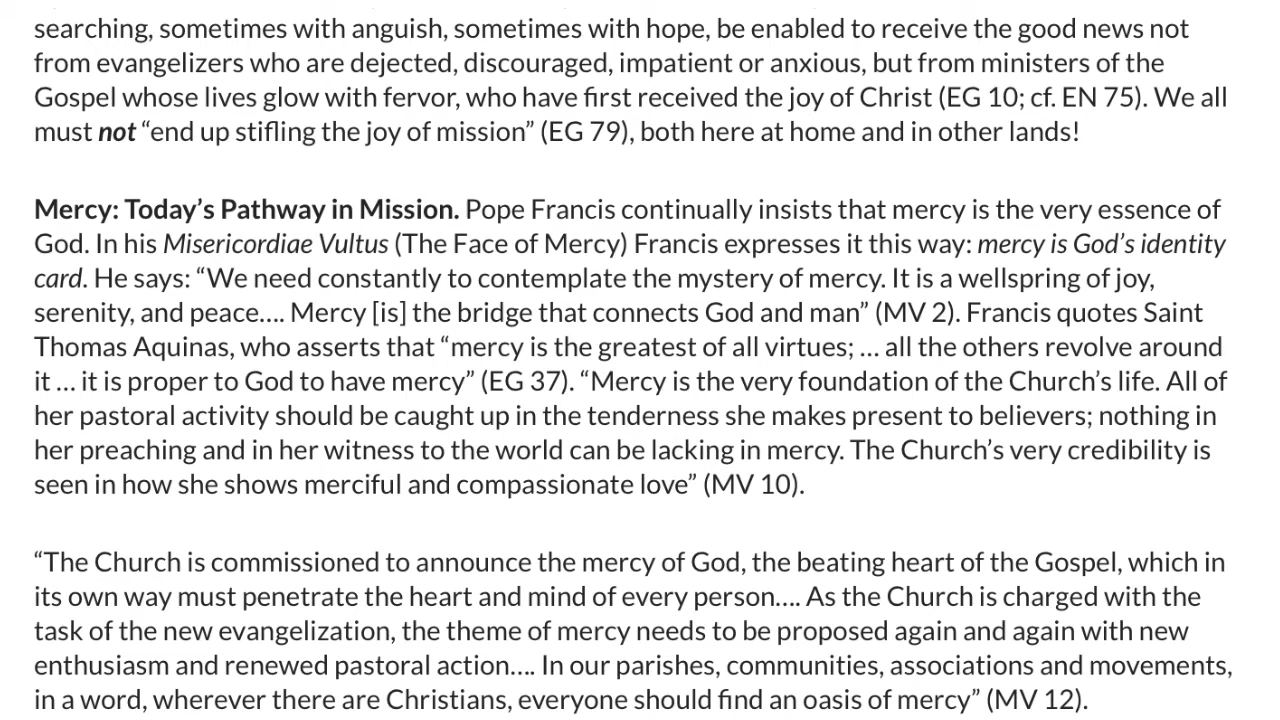 searching, sometimes with anguish, sometimes with hope, be enabled to receive the good news not
from evangelizers who are dejected, discouraged, impatient or anxious, but from ministers of the
Gospel whose lives glow with fervor, who have first received the joy of Christ (EG 10; cf. EN 75). We all
must not “end up stifling the joy of mission” (EG 79), both here at home and in other lands!
Mercy: Today’s Pathway in Mission. Pope Francis continually insists that mercy is the very essence of
God. In his Misericordiae Vultus (The Face of Mercy) Francis expresses it this way: mercy is God’s identity
card. He says: “We need constantly to contemplate the mystery of mercy. It is a wellspring of joy,
serenity, and peace…. Mercy [is] the bridge that connects God and man” (MV 2). Francis quotes Saint
Thomas Aquinas, who asserts that “mercy is the greatest of all virtues; … all the others revolve around
it … it is proper to God to have mercy” (EG 37). “Mercy is the very foundation of the Church’s life. All of
her pastoral activity should be caught up in the tenderness she makes present to believers; nothing in
her preaching and in her witness to the world can be lacking in mercy. The Church’s very credibility is
seen in how she shows merciful and compassionate love” (MV 10).
“The Church is commissioned to announce the mercy of God, the beating heart of the Gospel, which in
its own way must penetrate the heart and mind of every person…. As the Church is charged with the
task of the new evangelization, the theme of mercy needs to be proposed again and again with new
enthusiasm and renewed pastoral action…. In our parishes, communities, associations and movements,
in a word, wherever there are Christians, everyone should find an oasis of mercy” (MV 12).